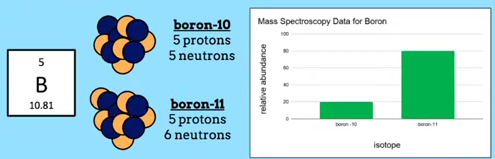 5
B
10.81
boron-10
5 protons
5 neutrons
boron-11
5 protons
6 neutrons
Mass Spectroscopy Data for Boron
relative abundance
100
80
60
40
20
0
boron -10
boron-11
isotope